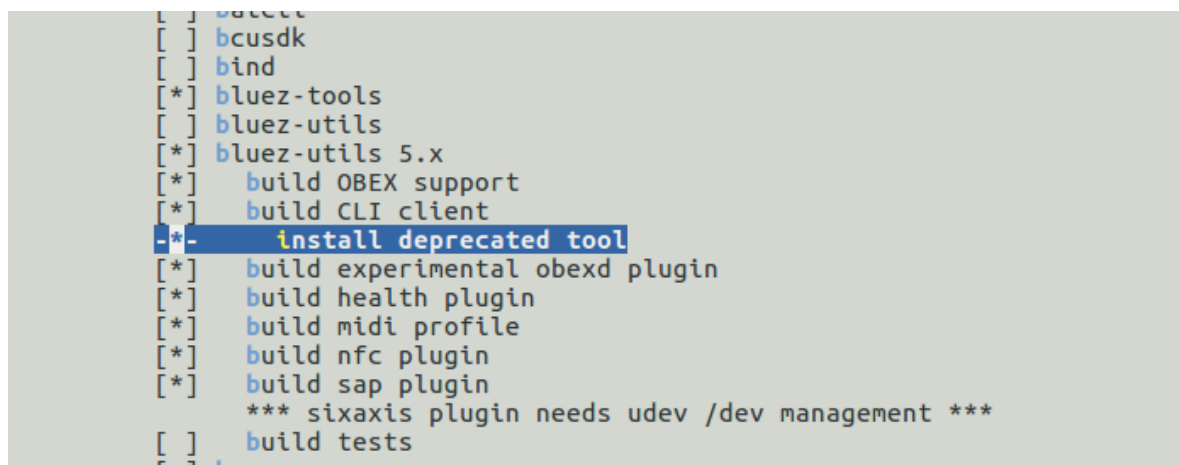 [ ] bcusdk
[ ] bind
[*] bluez-tools
[ ] bluez-utils
[*] bluez-utils 5.x
[*] build OBEX support
[*] build CLI client
-*- install deprecated tool
[*] build experimental obexd plugin
[*] build health plugin
[*] build midi profile
[*] build nfc plugin
[*] build sap plugin
*** sixaxis plugin needs udev /dev management ***
[ ] build tests